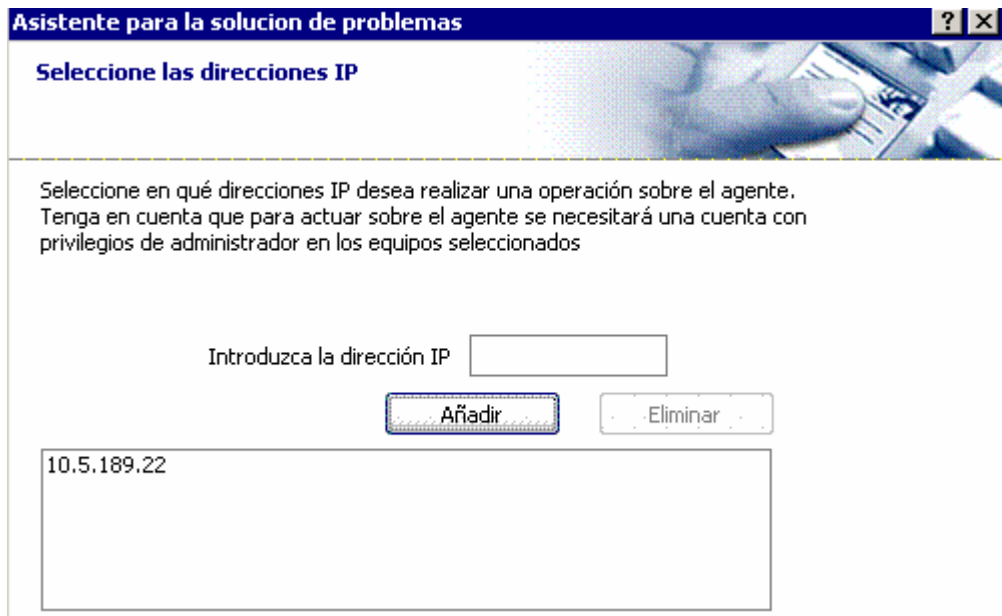 Asistente para la solucion de problemas
Seleccione las direcciones IP
Seleccione en qué direcciones IP desea realizar una operación sobre el agente.
Tenga en cuenta que para actuar sobre el agente se necesitará una cuenta con
privilegios de administrador en los equipos seleccionados
Introduzca la dirección IP
Añadir Eliminar
10.5.189.22